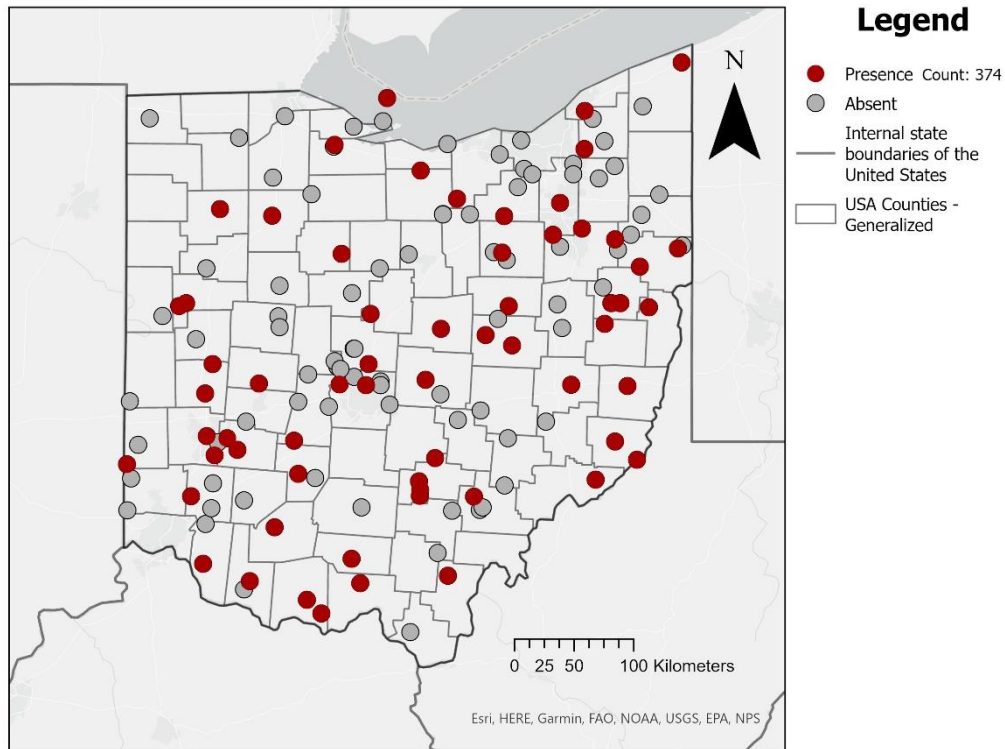 Legend
N
Presence Count: 374
Absent
Internal state
boundaries of the
United States
USA Counties -
Generalized
0 25 50 100 Kilometers
Esri, HERE, Garmin, FAO, NOAA, USGS, EPA, NPS